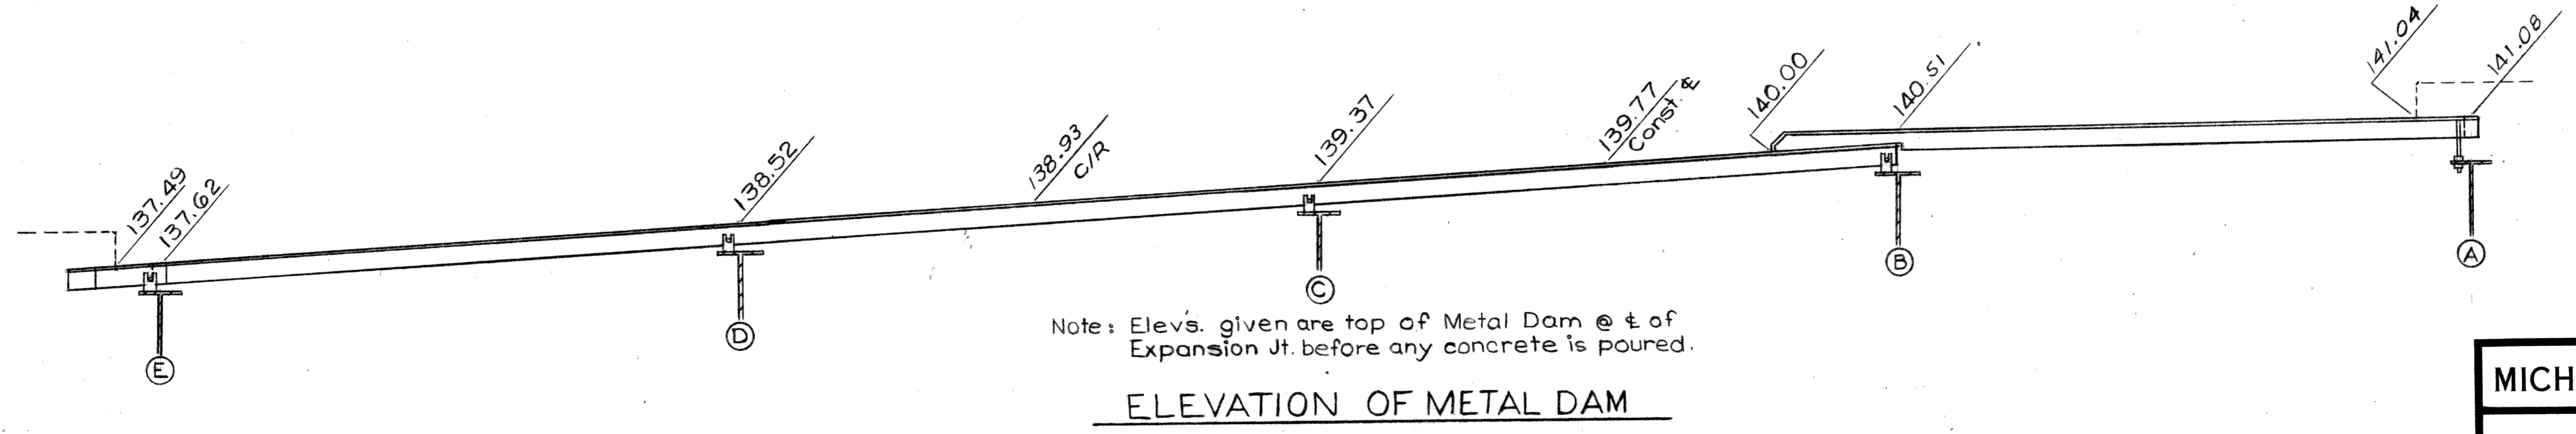 137.49
137.62
138.52
138.93
C/R
139.37
139.77
Const. ℄
140.00
140.51
141.04
141.08
E
D
C
B
A
Note: Elev's. given are top of Metal Dam @ ℄ of
Expansion Jt. before any concrete is poured.
ELEVATION OF METAL DAM
MICH